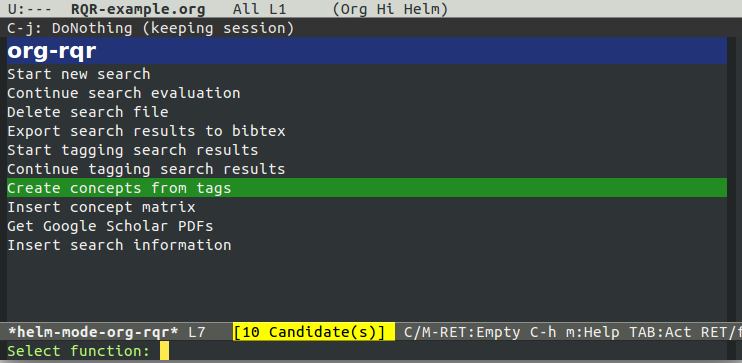 U:--- RQR-example.org All L1 (Org Hi Helm)
C-j: DoNothing (keeping session)
org-rqr
Start new search
Continue search evaluation
Delete search file
Export search results to bibtex
Start tagging search results
Continue tagging search results
Create concepts from tags
Insert concept matrix
Get Google Scholar PDFs
Insert search information
*helm-mode-org-rqr* L7 [10 Candidate(s)] C/M-RET:Empty C-h m:Help TAB:Act RET/f
Select function: